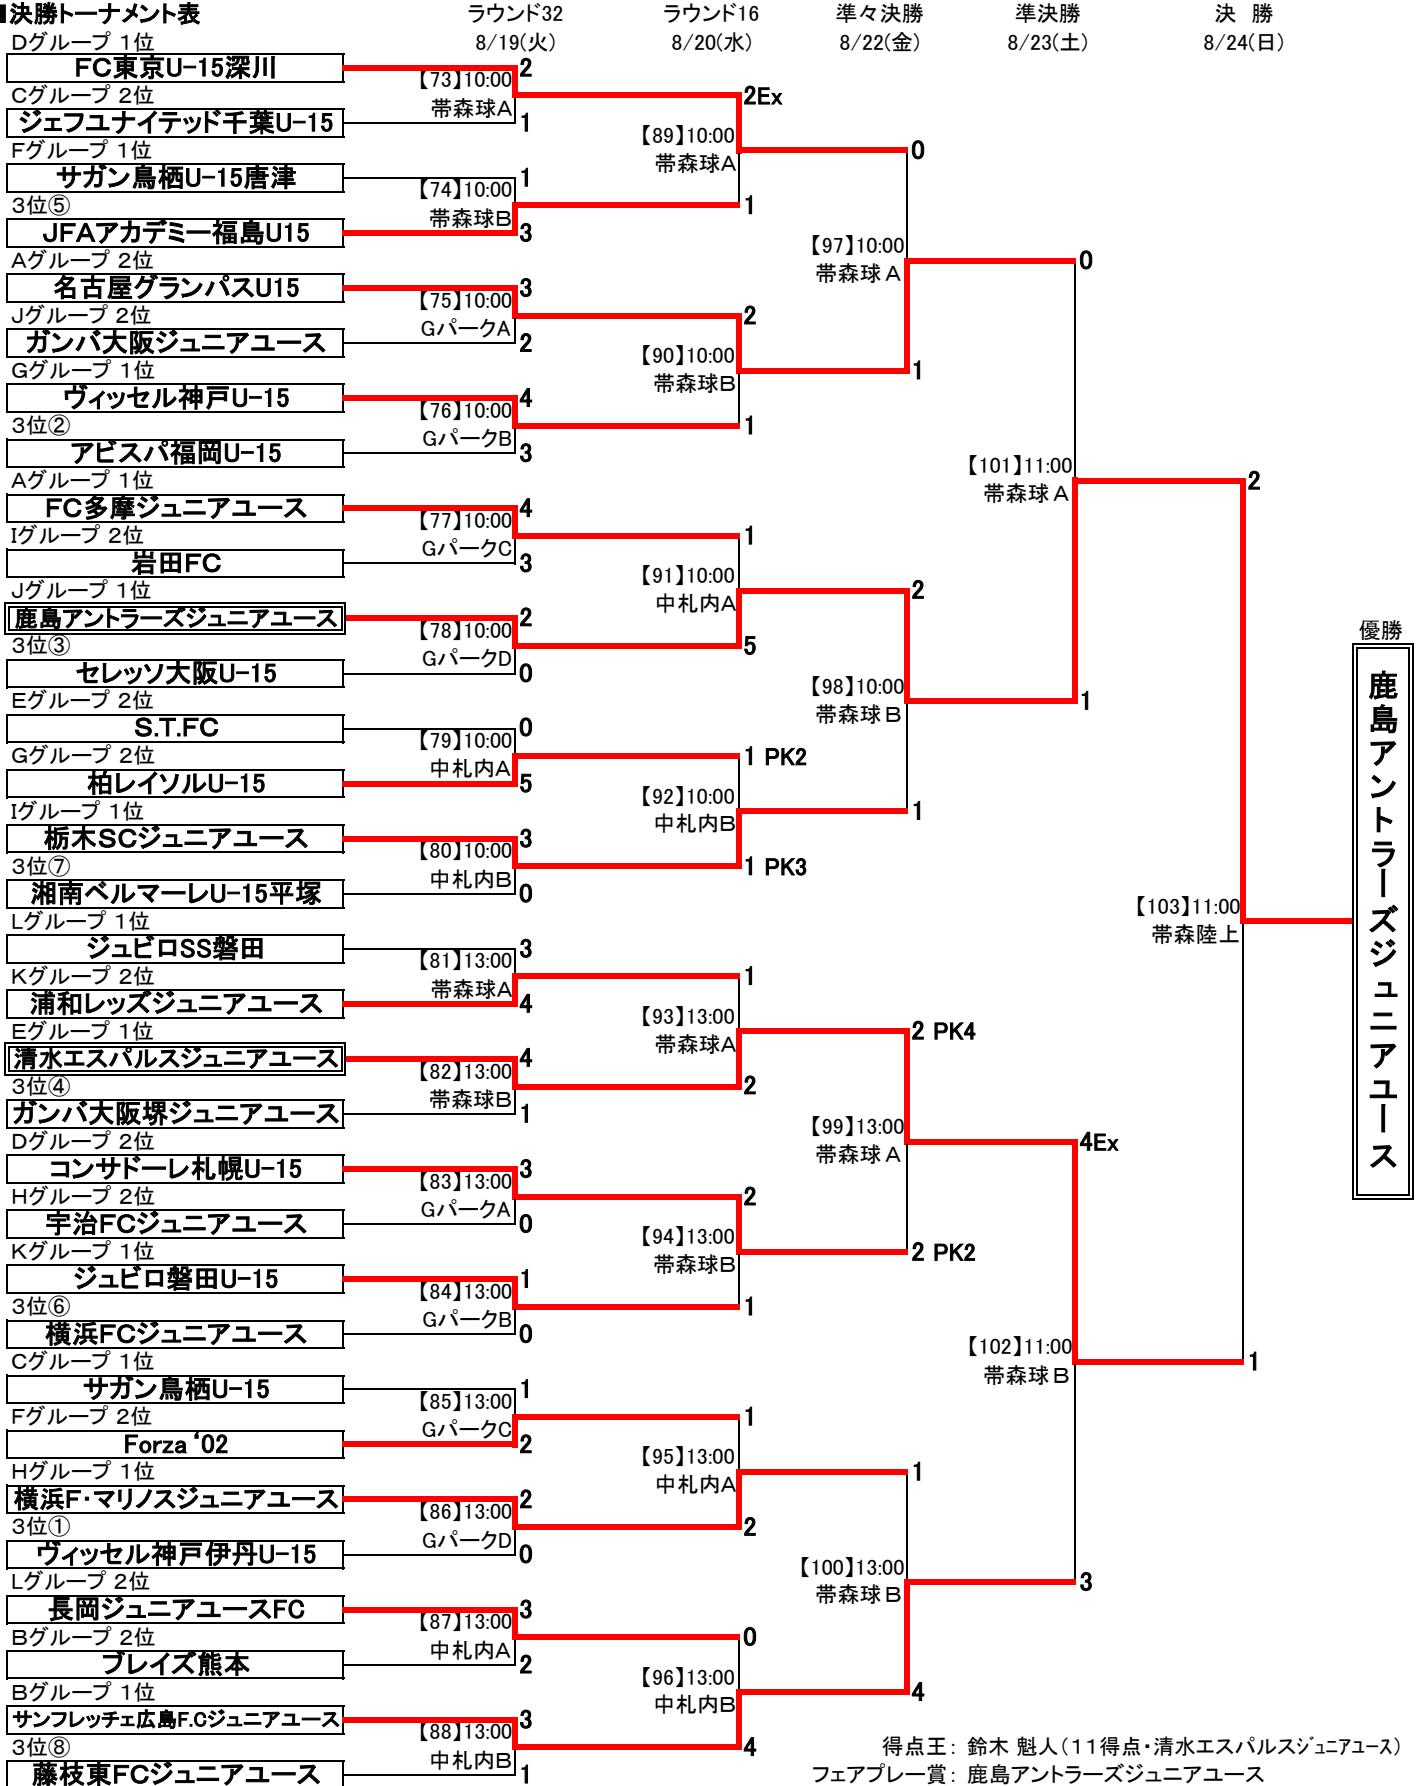 ■決勝トーナメント表
ラウンド32 ラウンド16 準々決勝 準決勝 決 勝
8/19(火) 8/20(水) 8/22(金) 8/23(土) 8/24(日)
Dグループ 1位
FC東京U-15深川 2
【73】10:00
帯森球A
Cグループ 2位
ジェフユナイテッド千葉U-15 1
2Ex
【89】10:00
帯森球A
Fグループ 1位
サガン鳥栖U-15唐津 1
【74】10:00
帯森球B
3位⑤
JFAアカデミー福島U15 3
1
0
【97】10:00
帯森球A
Aグループ 2位
名古屋グランパスU15 3
【75】10:00
GパークA
Jグループ 2位
ガンバ大阪ジュニアユース 2
2
【90】10:00
帯森球B
Gグループ 1位
ヴィッセル神戸U-15 4
【76】10:00
GパークB
3位②
アビスパ福岡U-15 3
1
1
0
【101】11:00
帯森球A
Aグループ 1位
FC多摩ジュニアユース 4
【77】10:00
GパークC
Iグループ 2位
岩田FC 3
1
【91】10:00
中札内A
Jグループ 1位
鹿島アントラーズジュニアユース 2
【78】10:00
GパークD
3位③
セレッソ大阪U-15 0
5
2
【98】10:00
帯森球B
Eグループ 2位
S.T.FC 0
【79】10:00
中札内A
Gグループ 2位
柏レイソルU-15 5
1 PK2
【92】10:00
中札内B
Iグループ 1位
栃木SCジュニアユース 3
【80】10:00
中札内B
3位⑦
湘南ベルマーレU-15平塚 0
1 PK3
1
1
2
【103】11:00
帯森陸上
優勝
鹿島アントラーズジュニアユース
Lグループ 1位
ジュビロSS磐田 3
【81】13:00
帯森球A
Kグループ 2位
浦和レッズジュニアユース 4
1
【93】13:00
帯森球A
Eグループ 1位
清水エスパルスジュニアユース 4
【82】13:00
帯森球B
3位④
ガンバ大阪堺ジュニアユース 1
2
2 PK4
【99】13:00
帯森球A
Dグループ 2位
コンサドーレ札幌U-15 3
【83】13:00
GパークA
Hグループ 2位
宇治FCジュニアユース 0
2
【94】13:00
帯森球B
Kグループ 1位
ジュビロ磐田U-15 1
【84】13:00
GパークB
3位⑥
横浜FCジュニアユース 0
1
2 PK2
4Ex
【102】11:00
帯森球B
1
Cグループ 1位
サガン鳥栖U-15 1
【85】13:00
GパークC
Fグループ 2位
Forza ‘02 2
1
【95】13:00
中札内A
Hグループ 1位
横浜F・マリノスジュニアユース 2
【86】13:00
GパークD
3位①
ヴィッセル神戸伊丹U-15 0
2
1
【100】13:00
帯森球B
3
Lグループ 2位
長岡ジュニアユースFC 3
【87】13:00
中札内A
Bグループ 2位
ブレイズ熊本 2
0
【96】13:00
中札内B
Bグループ 1位
サンフレッチェ広島F.Cジュニアユース 3
【88】13:00
中札内B
3位⑧
藤枝東FCジュニアユース 1
4
4
得点王： 鈴木 魁人（11得点・清水エスパルスジュニアユース）
フェアプレー賞： 鹿島アントラーズジュニアユース